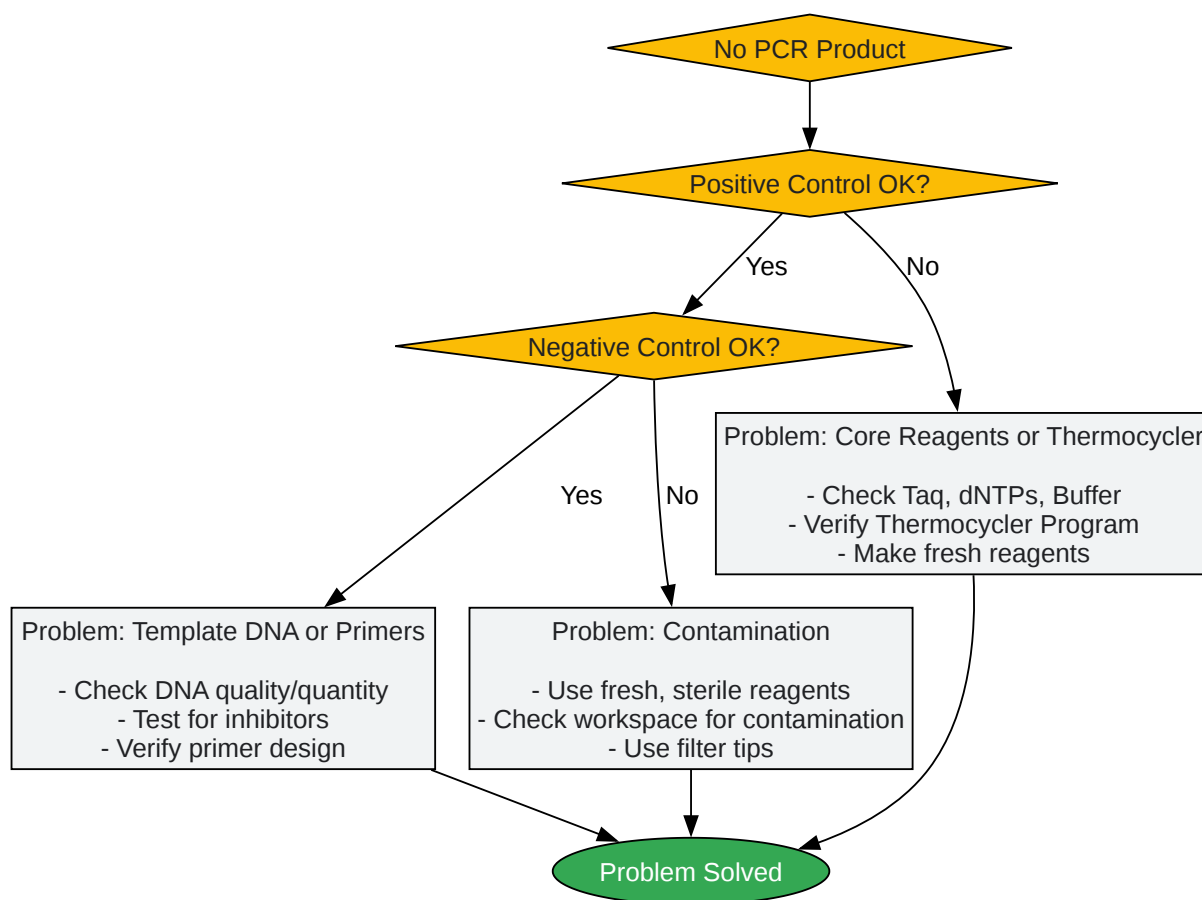 No PCR Product
Positive Control OK?
Yes
No
Negative Control OK?
Yes
No
Problem: Core Reagents or Thermocycler
- Check Taq, dNTPs, Buffer
- Verify Thermocycler Program
- Make fresh reagents
Problem: Template DNA or Primers
- Check DNA quality/quantity
- Test for inhibitors
- Verify primer design
Problem: Contamination
- Use fresh, sterile reagents
- Check workspace for contamination
- Use filter tips
Problem Solved